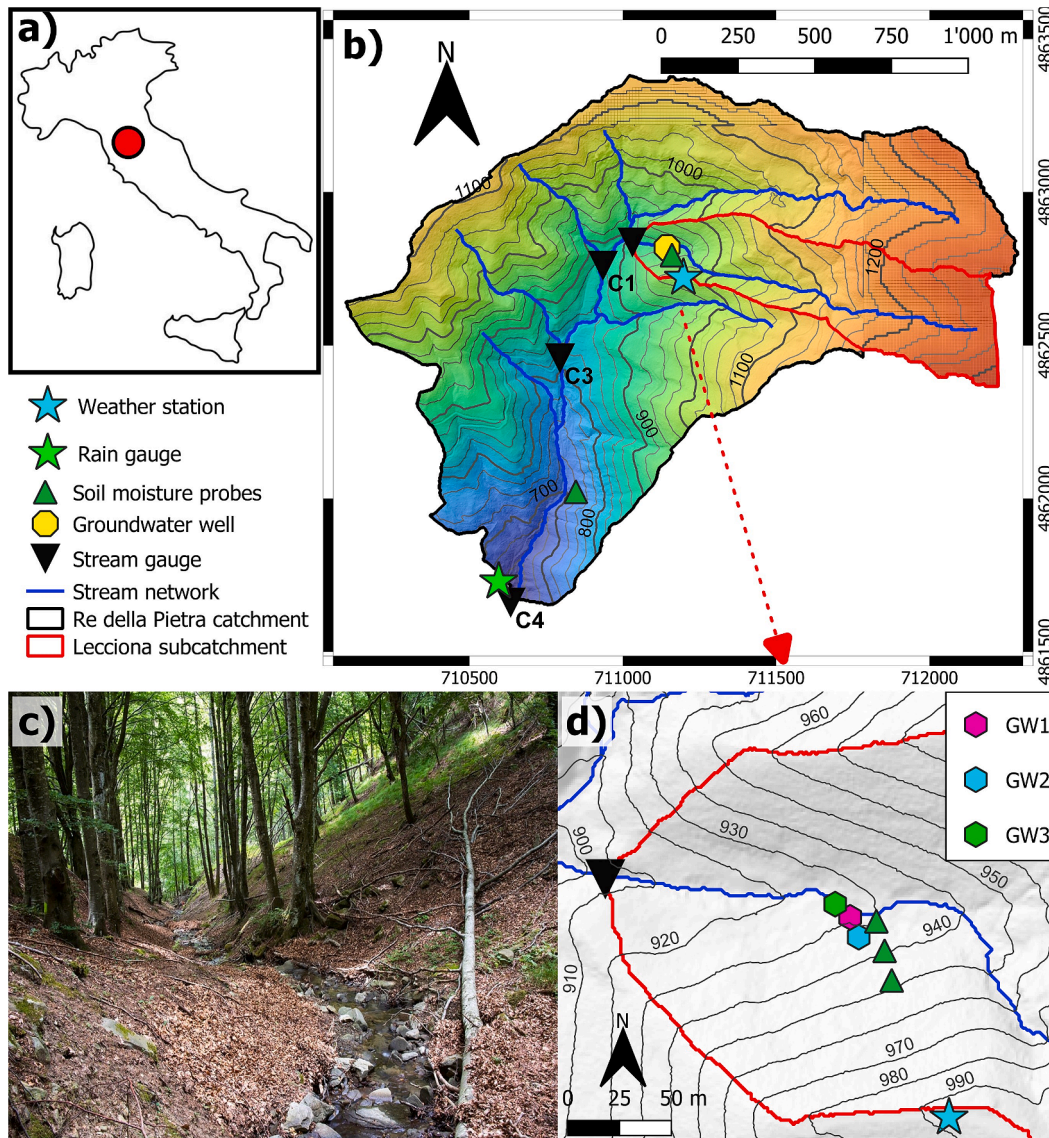 a)
b)
N
0 250 500 750 1'000 m
4863500
4863000
4862500
4862000
4861500
1100
1000
1200
1100
900
700
800
C1
C3
C4
710500 711000 711500 712000
Weather station
Rain gauge
Soil moisture probes
Groundwater well
Stream gauge
Stream network
Re della Pietra catchment
Lecciona subcatchment
c)
d)
GW1
GW2
GW3
960
930
950
900
940
920
910
970
980
990
N
0 25 50 m